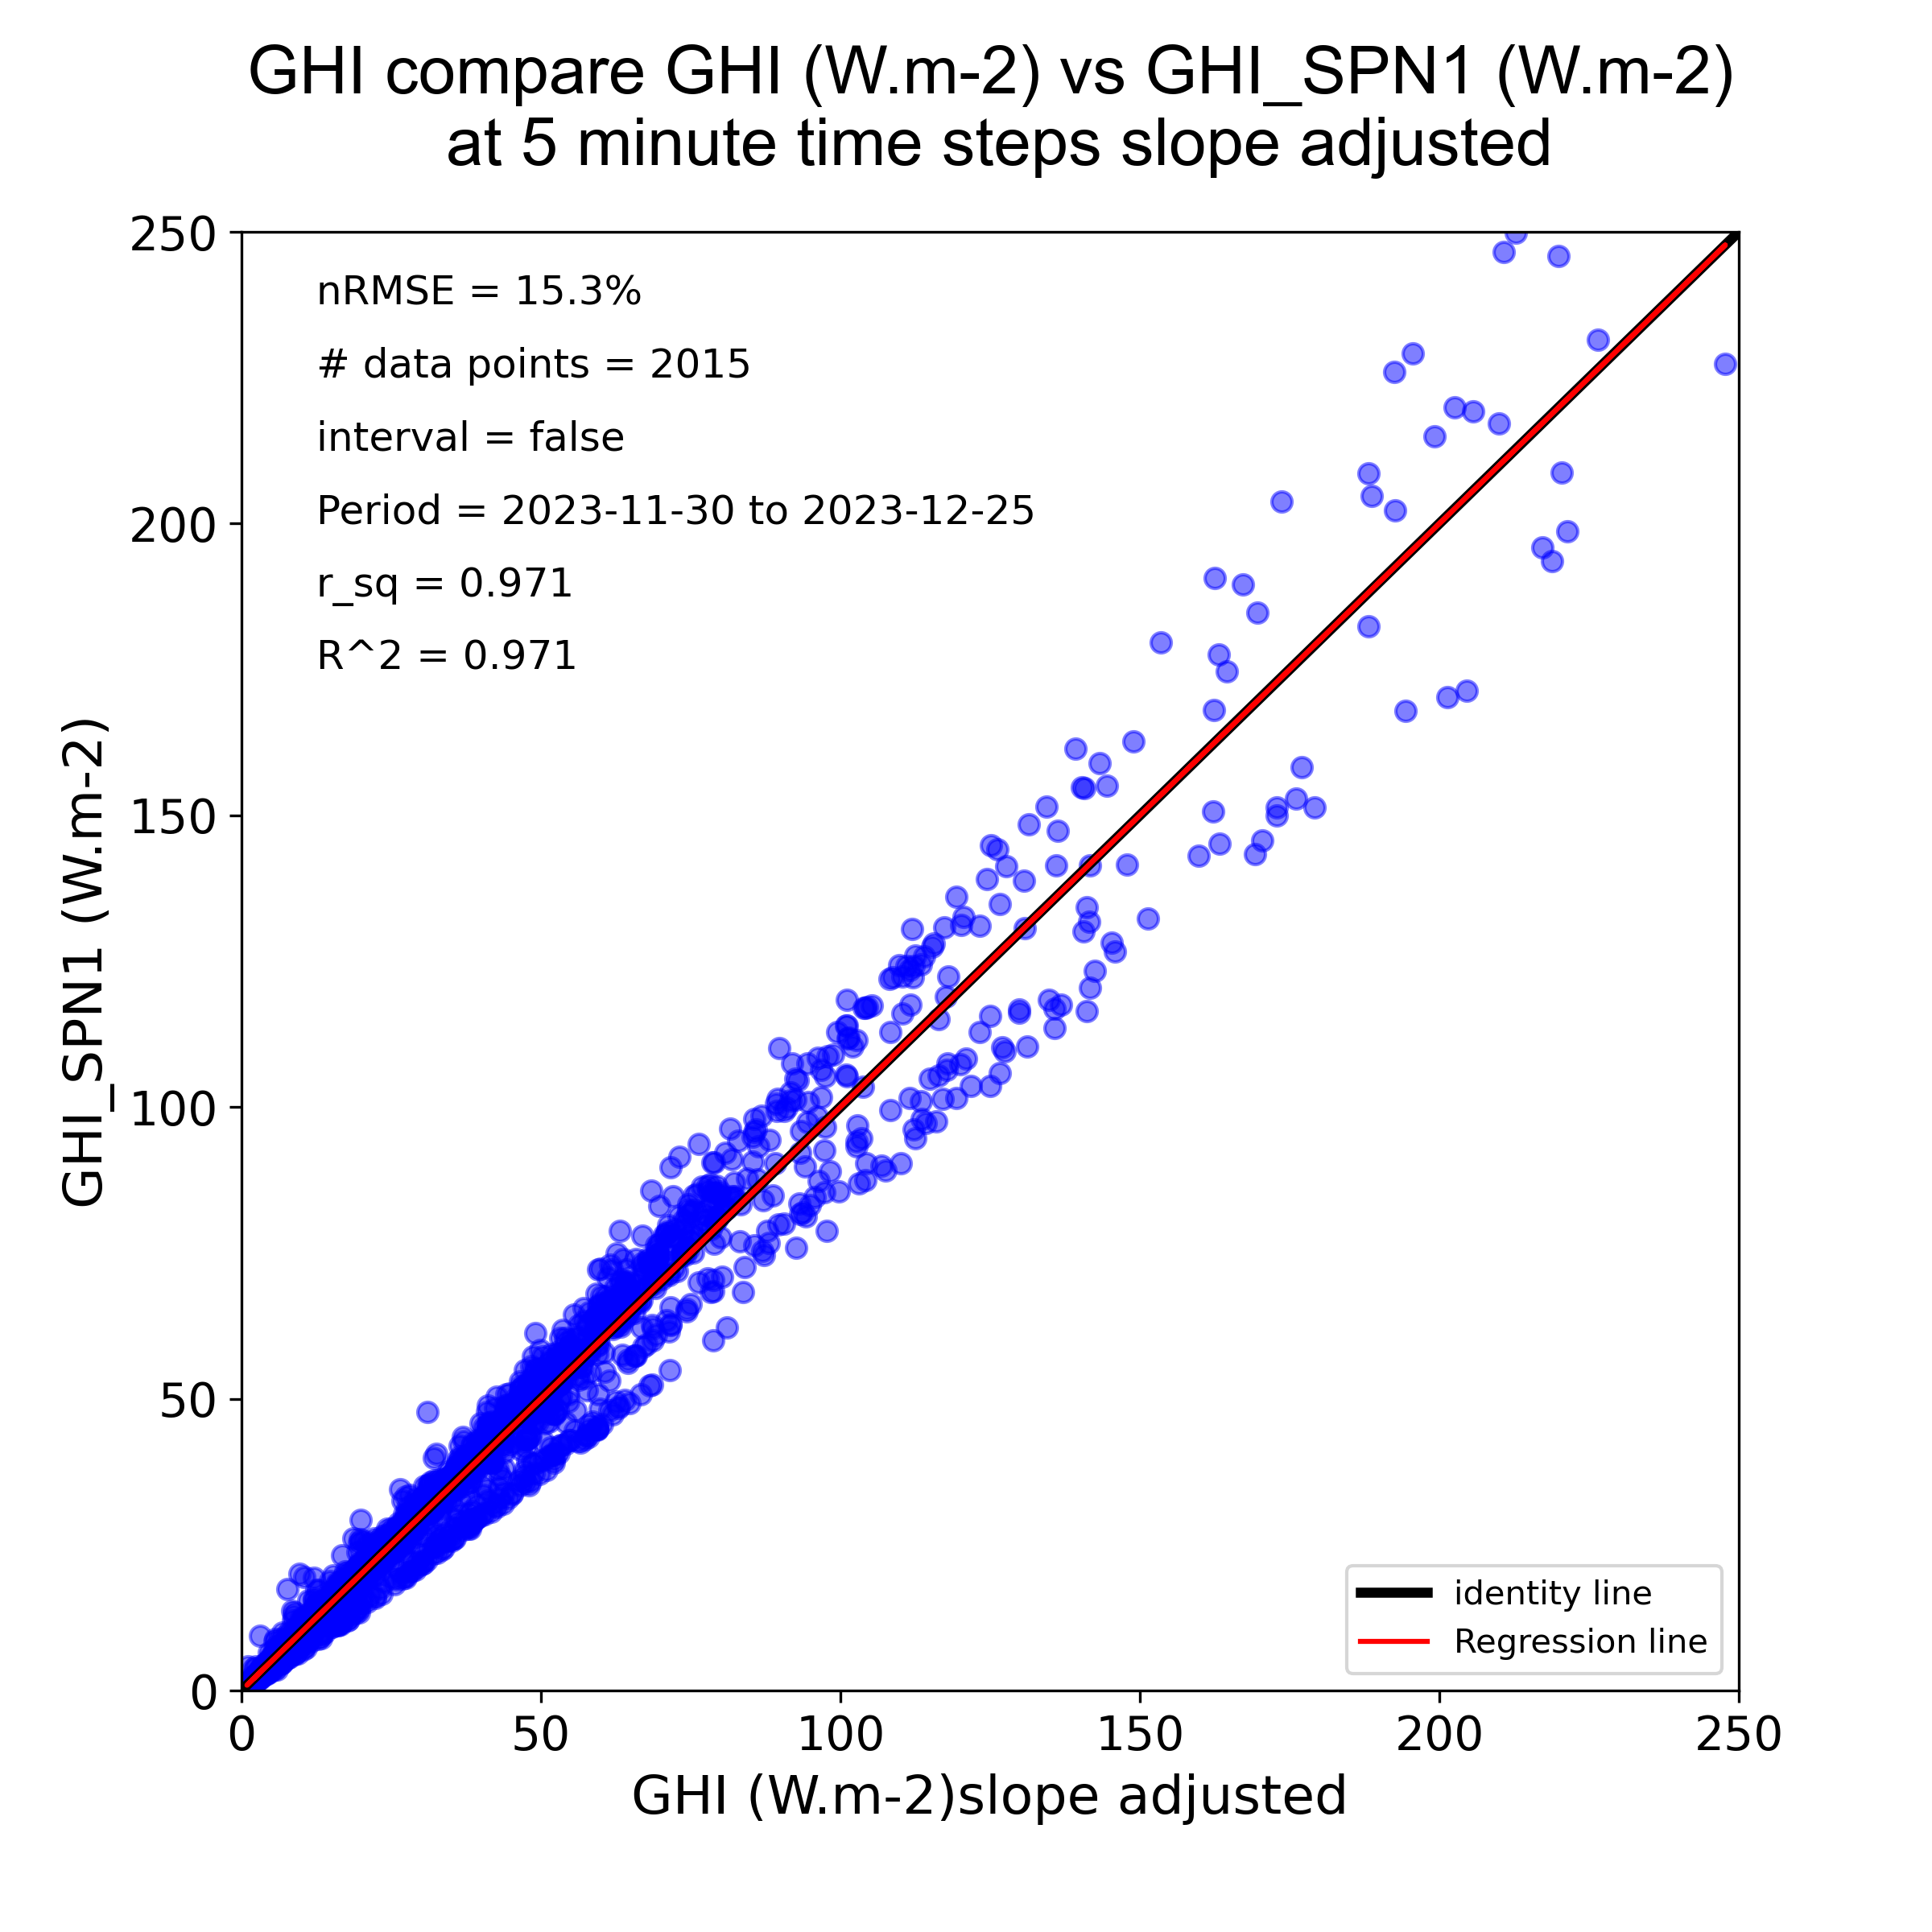 GHI compare GHI (W.m-2) vs GHI_SPN1 (W.m-2)
at 5 minute time steps slope adjusted
250
200
150
100
50
0
GHI_SPN1 (W.m-2)
nRMSE = 15.3%
# data points = 2015
interval = false
Period = 2023-11-30 to 2023-12-25
r_sq = 0.971
R^2 = 0.971
identity line
Regression line
0 50 100 150 200 250
GHI (W.m-2)slope adjusted